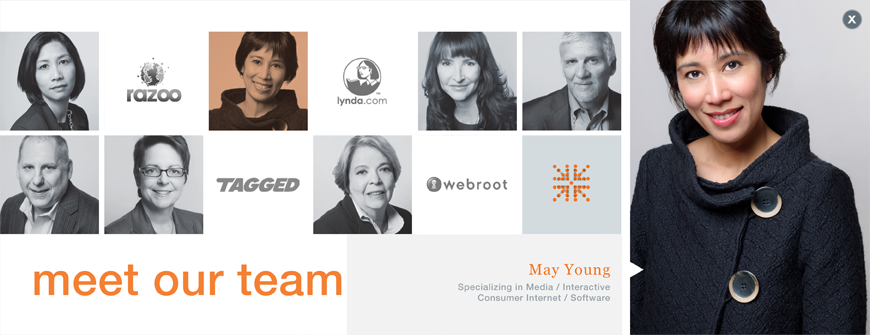 razoo
lynda.com
TAGGED
webroot
meet our team
May Young
Specializing in Media / Interactive
Consumer Internet / Software
X